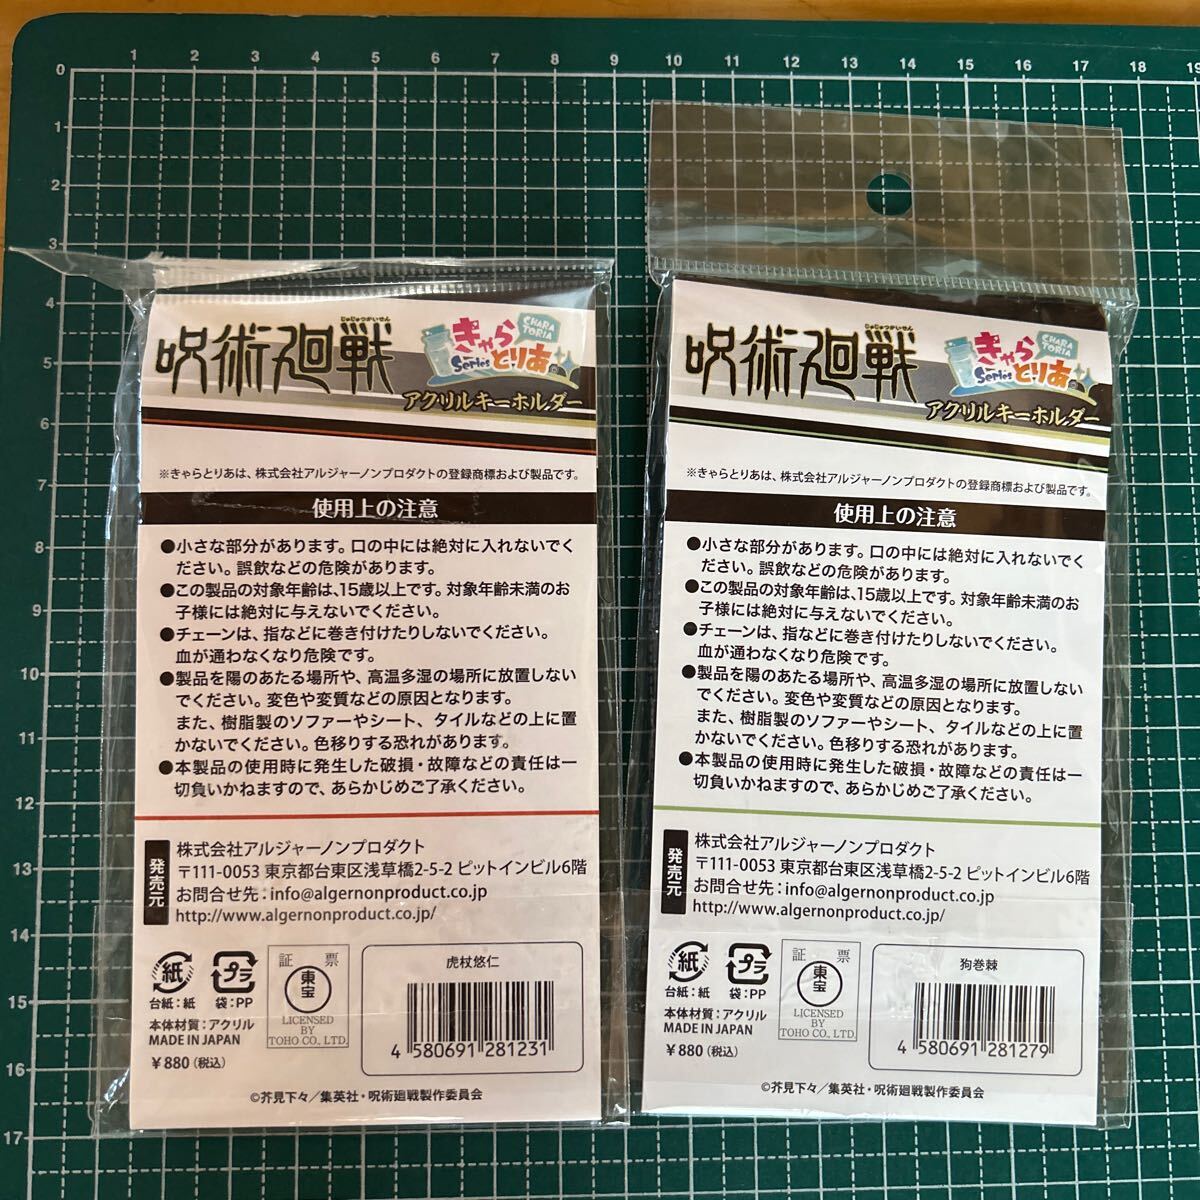 1 2 3 4 5 6 7 8 9 10 11 12 13 14 15 16 17 18 19
0
1
2
3
4
5
6
7
8
9
10
11
12
13
14
15
16
17
じゅじゅつかいせん
呪術廻戦
CHARA TORIA
きゃらとりあ
Series
アクリルキーホルダー
※きゃらとりあは、株式会社アルジャーノンプロダクトの登録商標および製品です。
使用上の注意
●小さな部分があります。口の中には絶対に入れないでく
ださい。誤飲などの危険があります。
●この製品の対象年齢は、15歳以上です。対象年齢未満のお
子様には絶対に与えないでください。
●チェーンは、指などに巻き付けたりしないでください。
血が通わなくなり危険です。
●製品を陽のあたる場所や、高温多湿の場所に放置しない
でください。変色や変質などの原因となります。
また、樹脂製のソファーやシート、タイルなどの上に置
かないでください。色移りする恐れがあります。
●本製品の使用時に発生した破損・故障などの責任は一
切負いかねますので、あらかじめご了承ください。
発売元
株式会社アルジャーノンプロダクト
〒111-0053 東京都台東区浅草橋2-5-2 ピットインビル6階
お問合せ先：info@algernonproduct.co.jp
http://www.algernonproduct.co.jp/
紙
台紙：紙
プラ
袋：PP
証 票
東宝
LICENSED
BY
TOHO CO., LTD.
本体材質：アクリル
MADE IN JAPAN
￥880（税込）
虎杖悠仁
4 580691 281231
©芥見下々／集英社・呪術廻戦製作委員会
じゅじゅつかいせん
呪術廻戦
CHARA TORIA
きゃらとりあ
Series
アクリルキーホルダー
※きゃらとりあは、株式会社アルジャーノンプロダクトの登録商標および製品です。
使用上の注意
●小さな部分があります。口の中には絶対に入れないでく
ださい。誤飲などの危険があります。
●この製品の対象年齢は、15歳以上です。対象年齢未満のお
子様には絶対に与えないでください。
●チェーンは、指などに巻き付けたりしないでください。
血が通わなくなり危険です。
●製品を陽のあたる場所や、高温多湿の場所に放置しない
でください。変色や変質などの原因となります。
また、樹脂製のソファーやシート、タイルなどの上に置
かないでください。色移りする恐れがあります。
●本製品の使用時に発生した破損・故障などの責任は一
切負いかねますので、あらかじめご了承ください。
発売元
株式会社アルジャーノンプロダクト
〒111-0053 東京都台東区浅草橋2-5-2 ピットインビル6階
お問合せ先：info@algernonproduct.co.jp
http://www.algernonproduct.co.jp/
紙
台紙：紙
プラ
袋：PP
証 票
東宝
LICENSED
BY
TOHO CO., LTD.
本体材質：アクリル
MADE IN JAPAN
￥880（税込）
狗巻棘
4 580691 281279
©芥見下々／集英社・呪術廻戦製作委員会